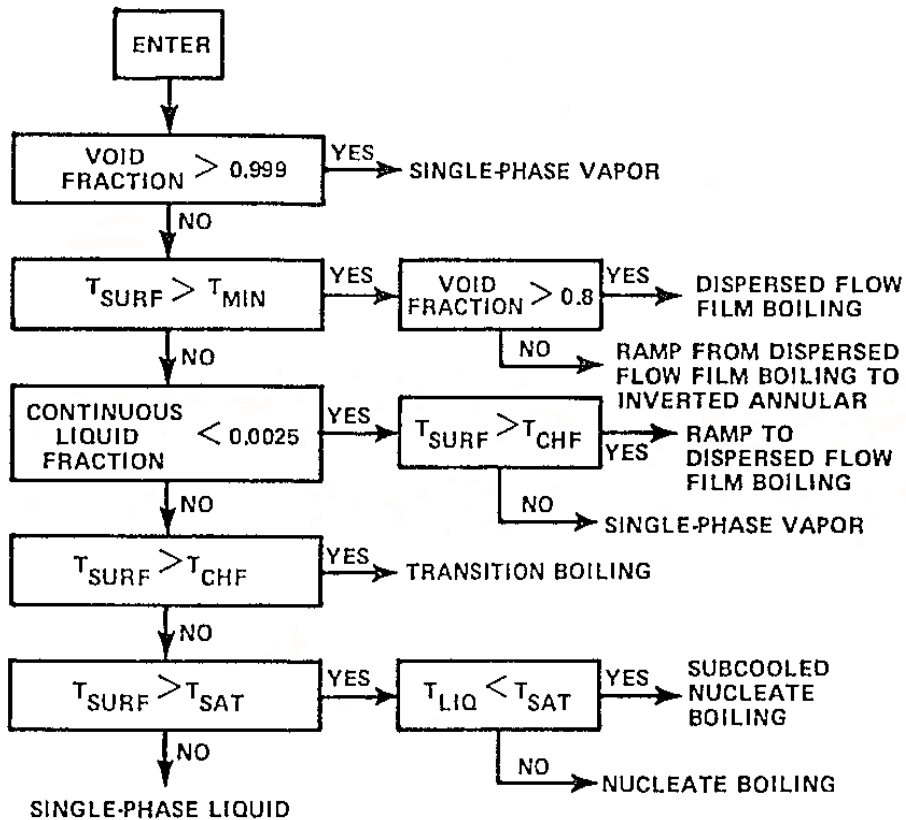 ENTER
VOID
FRACTION > 0.999
YES
SINGLE-PHASE VAPOR
NO
T_SURF > T_MIN
YES
VOID
FRACTION > 0.8
YES
DISPERSED FLOW
FILM BOILING
NO
RAMP FROM DISPERSED
FLOW FILM BOILING TO
INVERTED ANNULAR
NO
CONTINUOUS
LIQUID
FRACTION < 0.0025
YES
T_SURF > T_CHF
YES
RAMP TO
DISPERSED FLOW
FILM BOILING
NO
SINGLE-PHASE VAPOR
NO
T_SURF > T_CHF
YES
TRANSITION BOILING
NO
T_SURF > T_SAT
YES
T_LIQ < T_SAT
YES
SUBCOOLED
NUCLEATE
BOILING
NO
NUCLEATE BOILING
NO
SINGLE-PHASE LIQUID